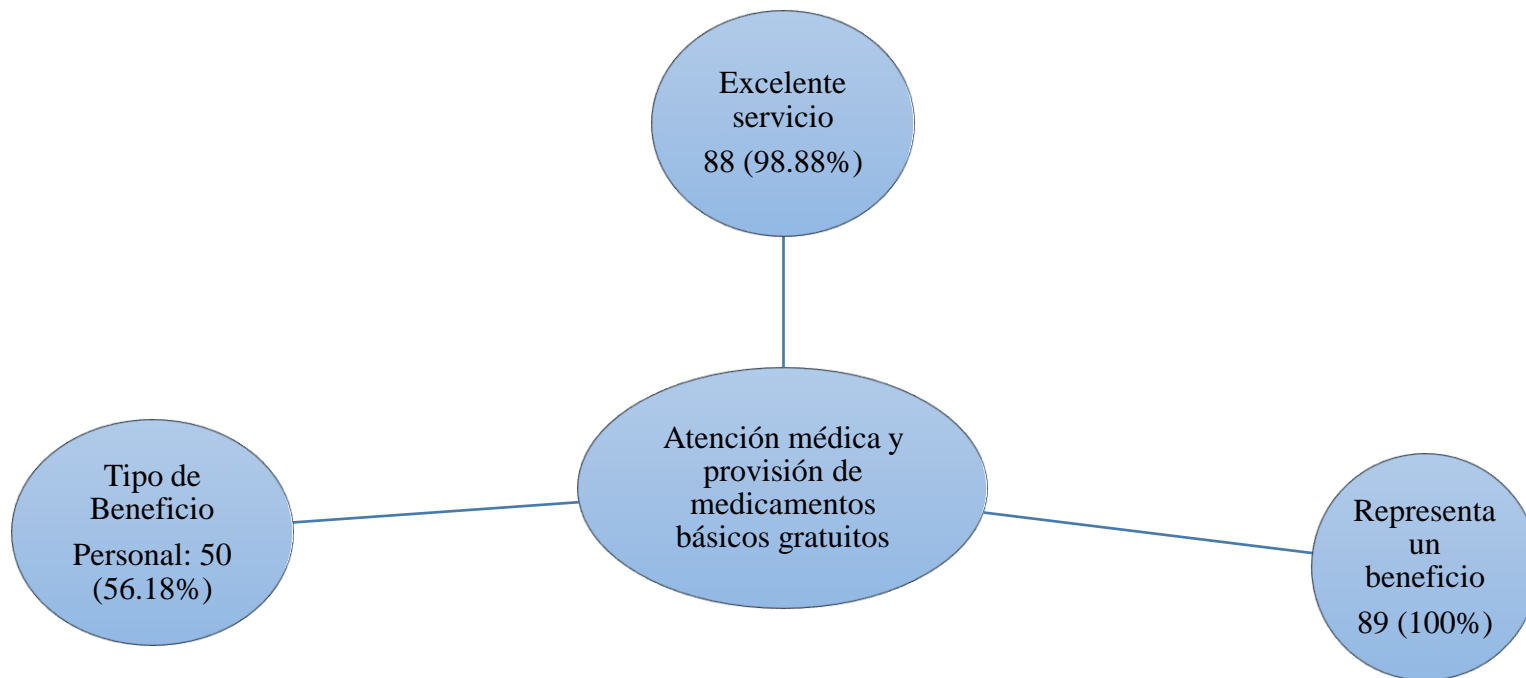 Excelente
servicio
88 (98.88%)
Atención médica y
provisión de
medicamentos
básicos gratuitos
Tipo de
Beneficio
Personal: 50
(56.18%)
Representa
un
beneficio
89 (100%)